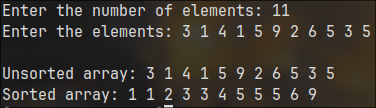 Enter the number of elements: 11
Enter the elements: 3 1 4 1 5 9 2 6 5 3 5
Unsorted array: 3 1 4 1 5 9 2 6 5 3 5
Sorted array: 1 1 2 3 3 4 5 5 5 6 9